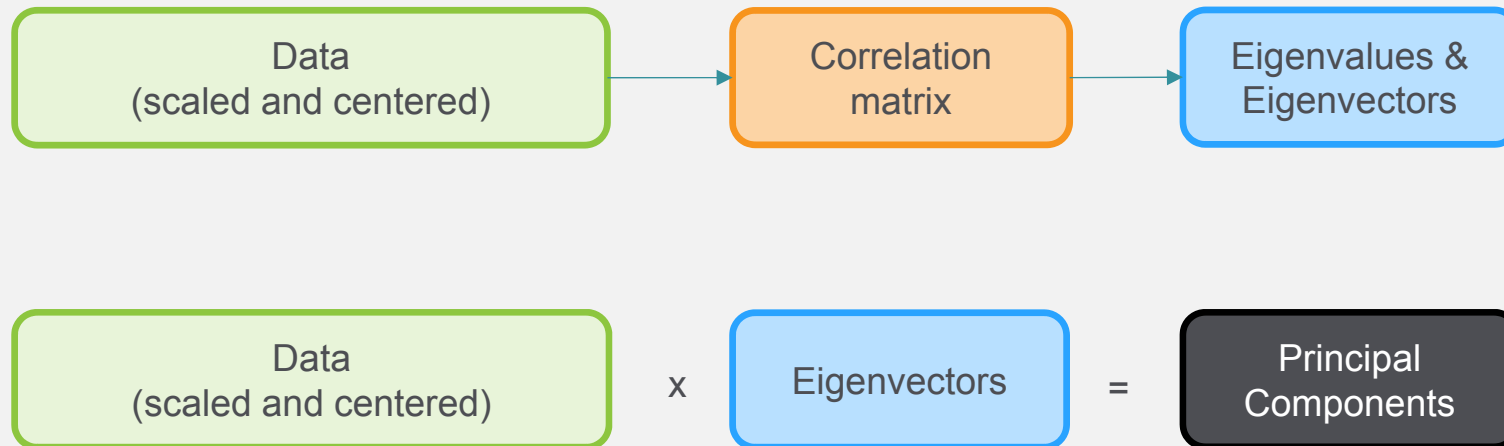 Data
(scaled and centered)
Correlation
matrix
Eigenvalues &
Eigenvectors
Data
(scaled and centered)
x
Eigenvectors
=
Principal
Components